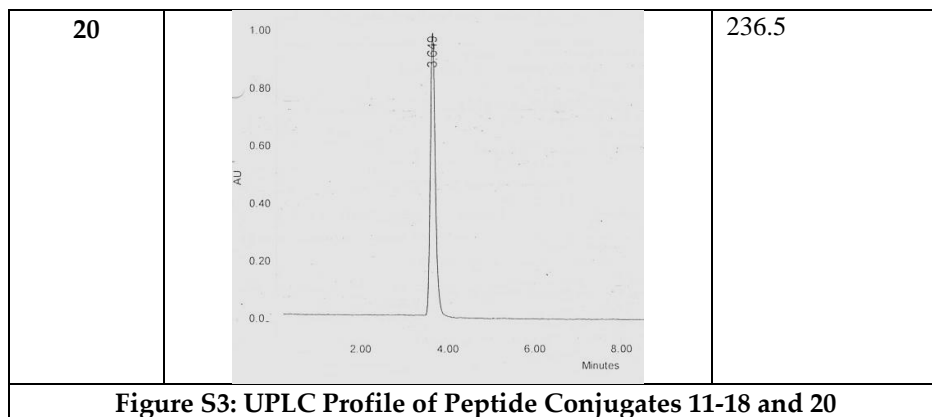 20
236.5
1.00
3.649
0.80
0.60
AU
0.40
0.20
0.0
2.00 4.00 6.00 8.00
Minutes
Figure S3: UPLC Profile of Peptide Conjugates 11-18 and 20